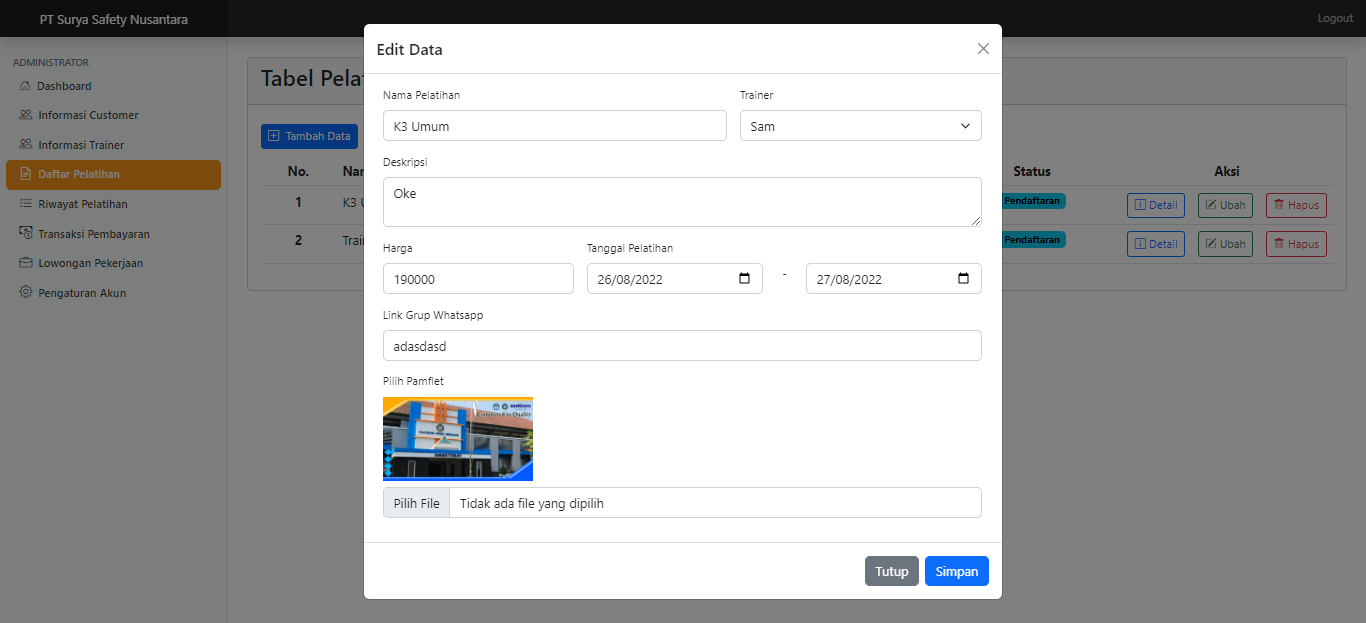 PT Surya Safety Nusantara
Logout
ADMINISTRATOR
Dashboard
Informasi Customer
Informasi Trainer
Daftar Pelatihan
Riwayat Pelatihan
Transaksi Pembayaran
Lowongan Pekerjaan
Pengaturan Akun
Tabel Pela
Tambah Data
No.
Status
Aksi
1
K3
Pendaftaran
Detail
Ubah
Hapus
2
Pendaftaran
Detail
Ubah
Hapus
Edit Data
Nama Pelatihan
Trainer
K3 Umum
Sam
Deskripsi
Oke
Harga
Tanggal Pelatihan
190000
26/08/2022
-
27/08/2022
Link Grup Whatsapp
adasdasd
Pilih Pamflet
Committed to Quality
Pilih File
Tidak ada file yang dipilih
Tutup
Simpan